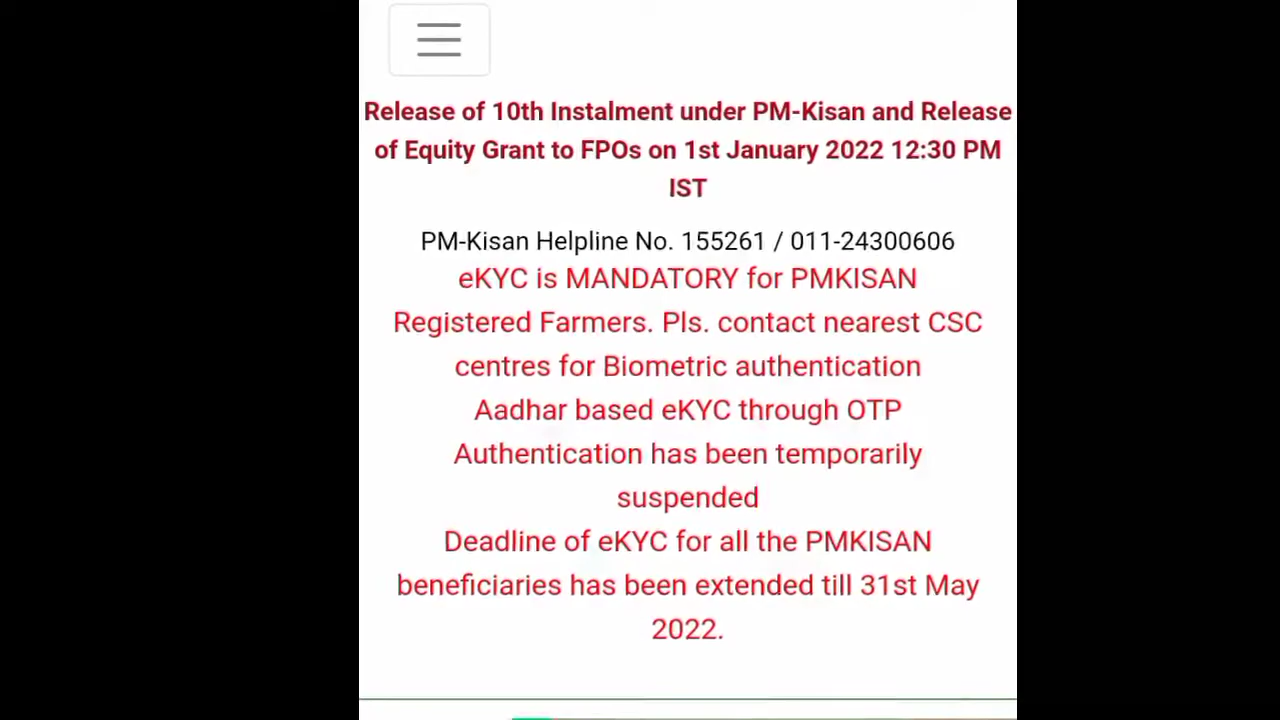 Release of 10th Instalment under PM-Kisan and Release
of Equity Grant to FPOs on 1st January 2022 12:30 PM
IST
PM-Kisan Helpline No. 155261 / 011-24300606
eKYC is MANDATORY for PMKISAN
Registered Farmers. Pls. contact nearest CSC
centres for Biometric authentication
Aadhar based eKYC through OTP
Authentication has been temporarily
suspended
Deadline of eKYC for all the PMKISAN
beneficiaries has been extended till 31st May
2022.